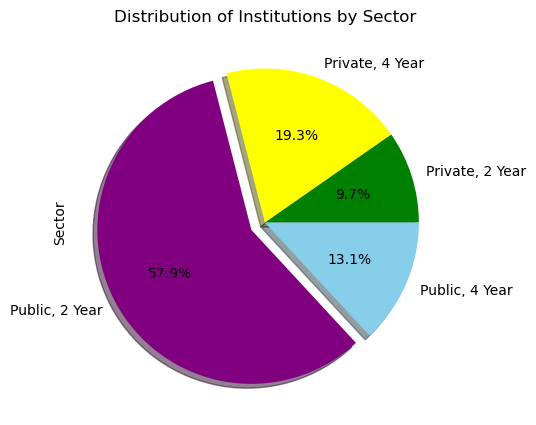 Distribution of Institutions by Sector
Private, 4 Year
19.3%
Private, 2 Year
9.7%
Sector
57.9%
13.1%
Public, 4 Year
Public, 2 Year